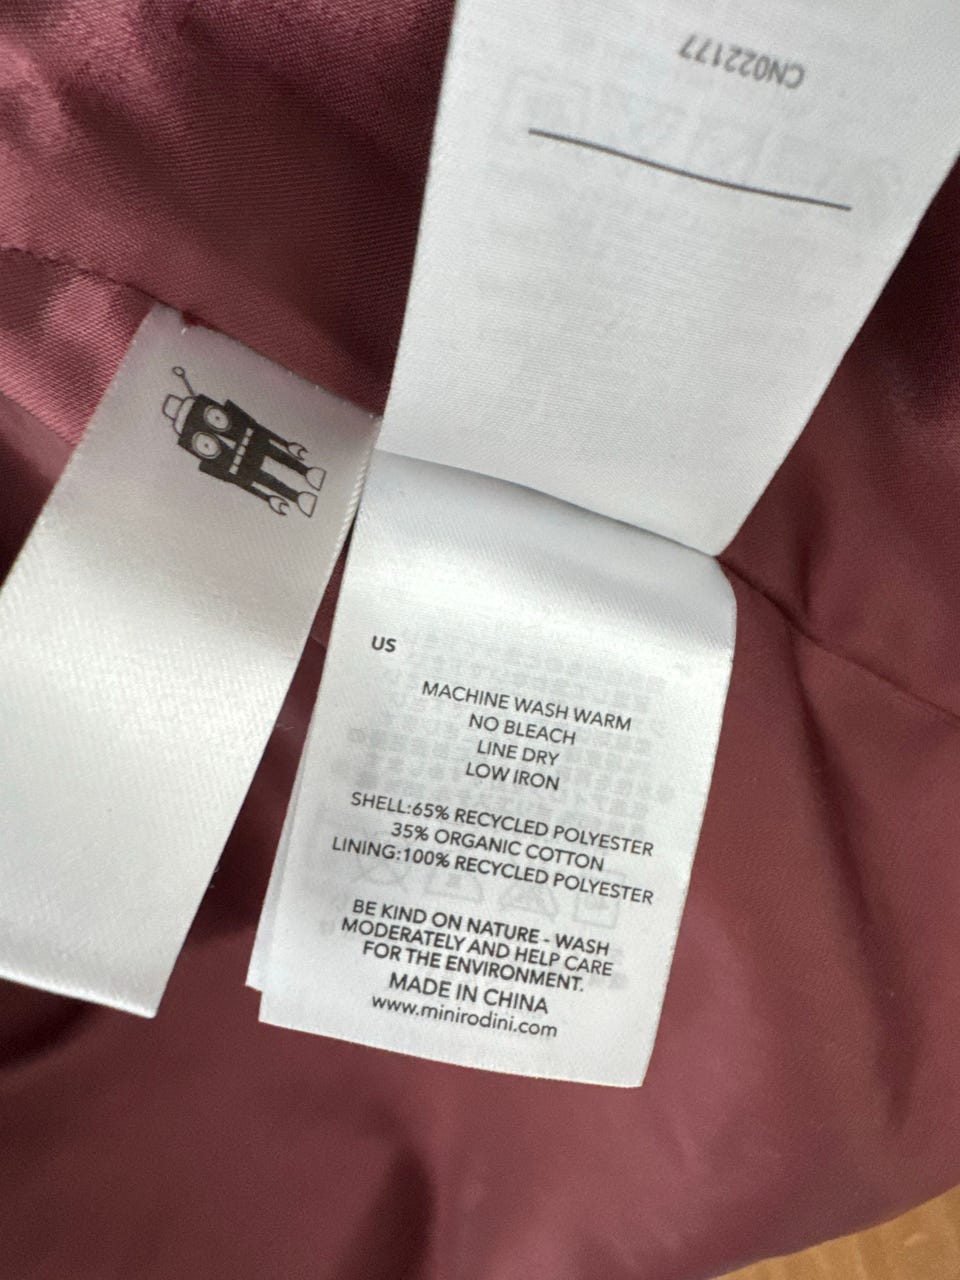 CN022177
US
MACHINE WASH WARM
NO BLEACH
LINE DRY
LOW IRON
SHELL:65% RECYCLED POLYESTER
35% ORGANIC COTTON
LINING:100% RECYCLED POLYESTER
BE KIND ON NATURE - WASH
MODERATELY AND HELP CARE
FOR THE ENVIRONMENT.
MADE IN CHINA
www.minirodini.com